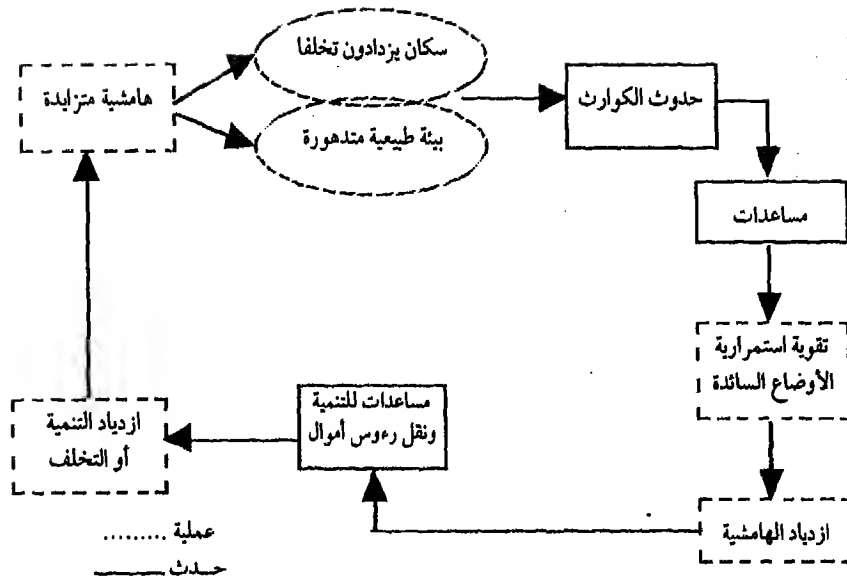 سكان يزدادون تخلفا
هامشية متزايدة
حدوث الكوارث
بيئة طبيعية متدهورة
مساعدات
تقوية استمرارية
الأوضاع السائدة
مساعدات للتنمية
ونقل رءوس أموال
ازدياد التنمية
أو التخلف
ازدياد الهامشية
عملية .........
حدث ـــــــــ